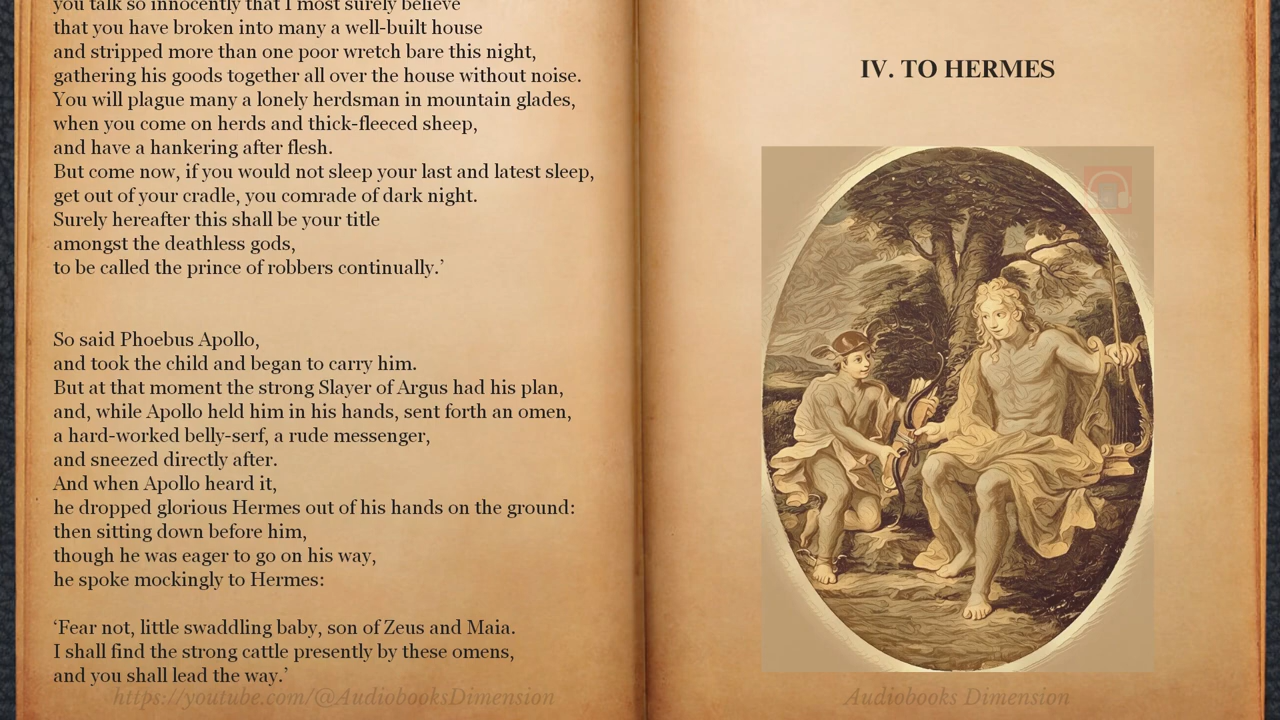 you talk so innocently that I most surely believe
that you have broken into many a well-built house
and stripped more than one poor wretch bare this night,
gathering his goods together all over the house without noise.
You will plague many a lonely herdsman in mountain glades,
when you come on herds and thick-fleeced sheep,
and have a hankering after flesh.
But come now, if you would not sleep your last and latest sleep,
get out of your cradle, you comrade of dark night.
Surely hereafter this shall be your title
amongst the deathless gods,
to be called the prince of robbers continually.’
So said Phoebus Apollo,
and took the child and began to carry him.
But at that moment the strong Slayer of Argus had his plan,
and, while Apollo held him in his hands, sent forth an omen,
a hard-worked belly-serf, a rude messenger,
and sneezed directly after.
And when Apollo heard it,
he dropped glorious Hermes out of his hands on the ground:
then sitting down before him,
though he was eager to go on his way,
he spoke mockingly to Hermes:
‘Fear not, little swaddling baby, son of Zeus and Maia.
I shall find the strong cattle presently by these omens,
and you shall lead the way.’
https://youtube.com/@AudiobooksDimension
IV. TO HERMES
Audiobooks Dimension